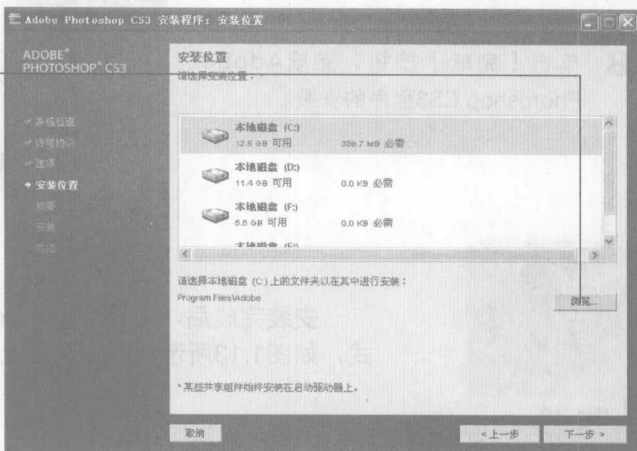 Adobe Photoshop CS3 安装程序: 安装位置
ADOBE®
PHOTOSHOP® CS3
系统检查
许可协议
选项
安装位置
摘要
安装
完成
安装位置
请选择安装位置:
本地磁盘 (C:)
12.8 GB 可用 必需
本地磁盘 (D:)
11.4 GB 可用 0.0 KB 必需
本地磁盘 (F:)
5.5 GB 可用 0.0 KB 必需
本地磁盘
请选择本地磁盘 (C:) 上的文件夹以在其中进行安装:
Program Files\Adobe
浏览...
* 某些共享组件始终安装在启动驱动器上。
取消
< 上一步
下一步 >